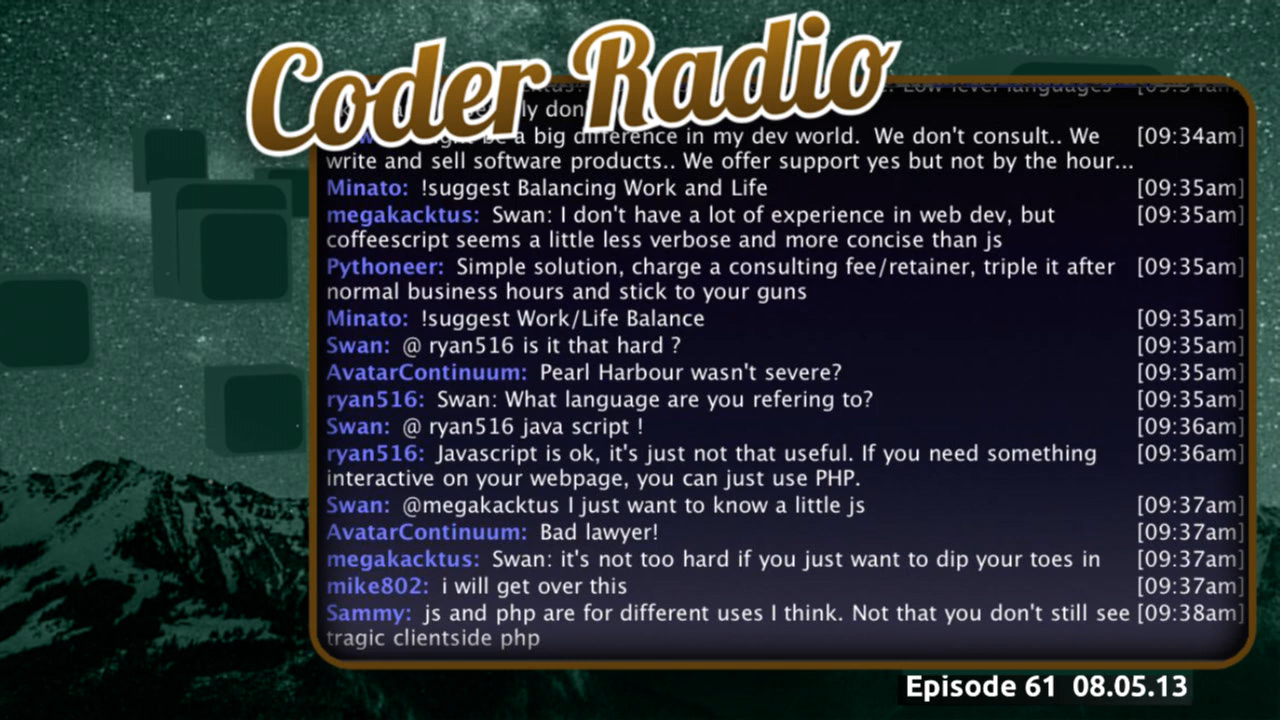 Coder Radio
Low level languages
ly don
a big difference in my dev world. We don't consult.. We [09:34am]
write and sell software products.. We offer support yes but not by the hour...
Minato: !suggest Balancing Work and Life [09:35am]
megakacktus: Swan: I don't have a lot of experience in web dev, but [09:35am]
coffeescript seems a little less verbose and more concise than js
Pythoneer: Simple solution, charge a consulting fee/retainer, triple it after [09:35am]
normal business hours and stick to your guns
Minato: !suggest Work/Life Balance [09:35am]
Swan: @ ryan516 is it that hard ? [09:35am]
AvatarContinuum: Pearl Harbour wasn't severe? [09:35am]
ryan516: Swan: What language are you refering to? [09:35am]
Swan: @ ryan516 java script ! [09:36am]
ryan516: Javascript is ok, it's just not that useful. If you need something [09:36am]
interactive on your webpage, you can just use PHP.
Swan: @megakacktus I just want to know a little js [09:37am]
AvatarContinuum: Bad lawyer! [09:37am]
megakacktus: Swan: it's not too hard if you just want to dip your toes in [09:37am]
mike802: i will get over this [09:37am]
Sammy: js and php are for different uses I think. Not that you don't still see [09:38am]
tragic clientside php
Episode 61 08.05.13